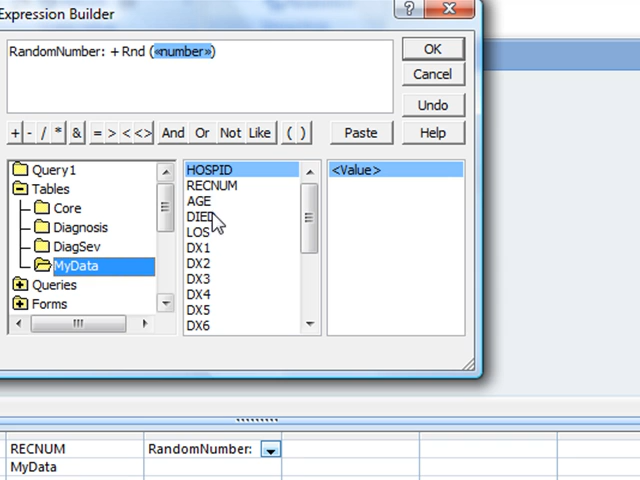 Expression Builder
?
RandomNumber: + Rnd («number»)
OK
Cancel
Undo
+ - / * & = > < <> And Or Not Like ( ) Paste Help
Query1 HOSPID <Value>
Tables RECNUM
Core AGE
Diagnosis DIED
DiagSev LOS
MyData DX1
Queries DX2
Forms DX3
DX4
DX5
DX6
RECNUM RandomNumber:
MyData